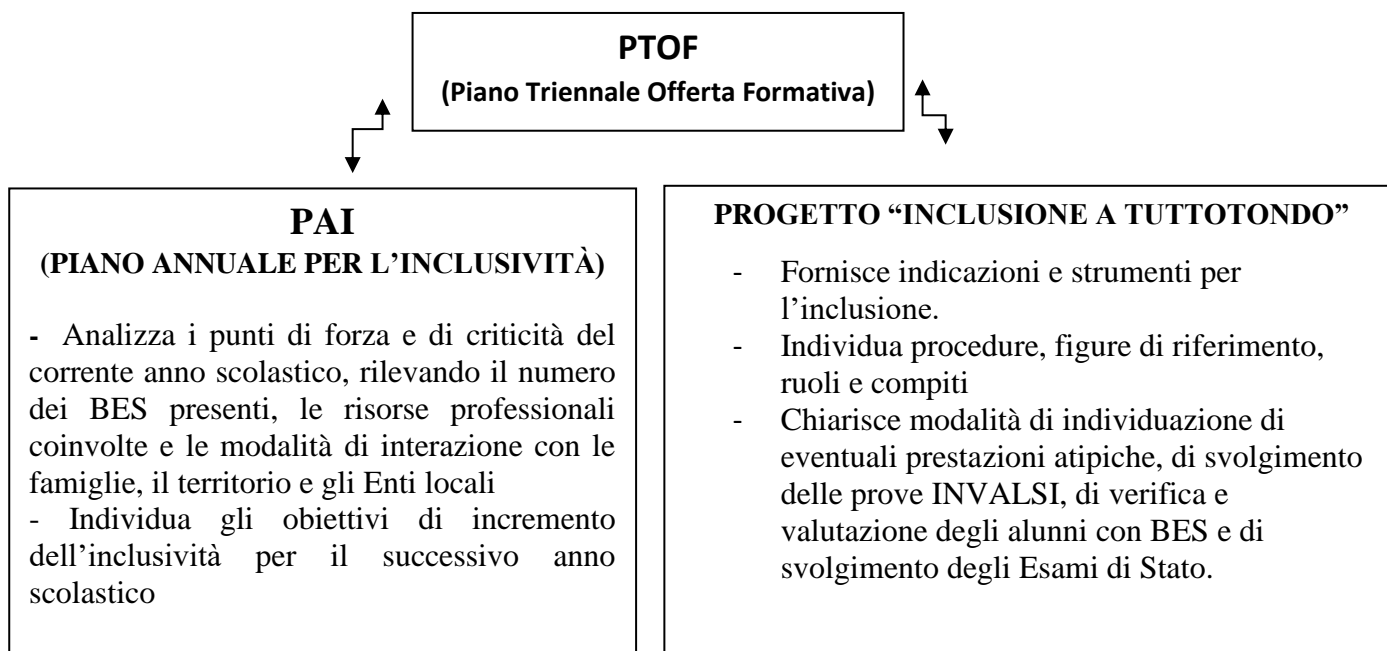 PTOF
(Piano Triennale Offerta Formativa)
PAI
(PIANO ANNUALE PER L’INCLUSIVITÀ)
- Analizza i punti di forza e di criticità del
corrente anno scolastico, rilevando il numero
dei BES presenti, le risorse professionali
coinvolte e le modalità di interazione con le
famiglie, il territorio e gli Enti locali
- Individua gli obiettivi di incremento
dell’inclusività per il successivo anno
scolastico
PROGETTO “INCLUSIONE A TUTTOTONDO”
- Fornisce indicazioni e strumenti per
l’inclusione.
- Individua procedure, figure di riferimento,
ruoli e compiti
- Chiarisce modalità di individuazione di
eventuali prestazioni atipiche, di svolgimento
delle prove INVALSI, di verifica e
valutazione degli alunni con BES e di
svolgimento degli Esami di Stato.